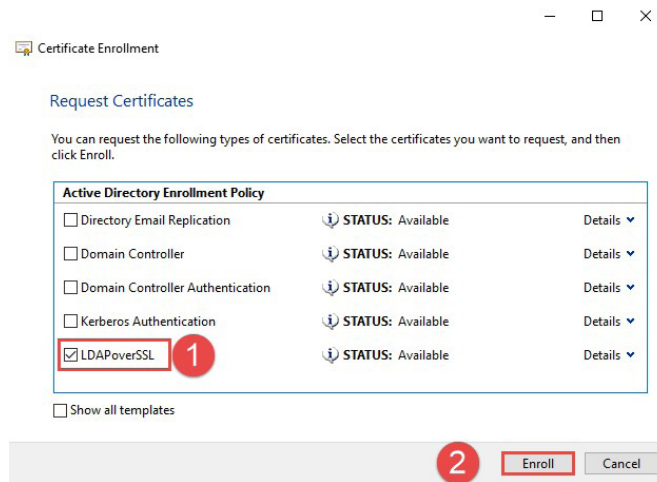 Certificate Enrollment
Request Certificates
You can request the following types of certificates. Select the certificates you want to request, and then
click Enroll.
Active Directory Enrollment Policy
Directory Email Replication STATUS: Available Details
Domain Controller STATUS: Available Details
Domain Controller Authentication STATUS: Available Details
Kerberos Authentication STATUS: Available Details
LDAPoverSSL 1 STATUS: Available Details
Show all templates
2 Enroll Cancel